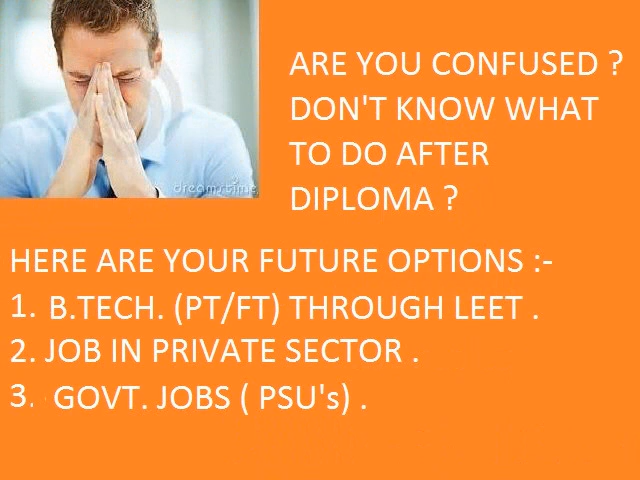 dreamstime
ARE YOU CONFUSED ?
DON'T KNOW WHAT
TO DO AFTER
DIPLOMA ?
HERE ARE YOUR FUTURE OPTIONS :-
1. B.TECH. (PT/FT) THROUGH LEET .
2. JOB IN PRIVATE SECTOR .
3. GOVT. JOBS ( PSU's) .